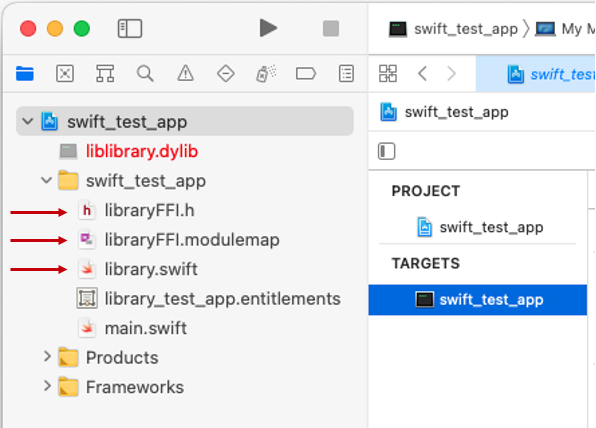 swift_test_app
My M
swift_test_app
liblibrary.dylib
swift_test_app
libraryFFI.h
libraryFFI.modulemap
library.swift
library_test_app.entitlements
main.swift
Products
Frameworks
swift_tes
swift_test_app
PROJECT
swift_test_app
TARGETS
swift_test_app